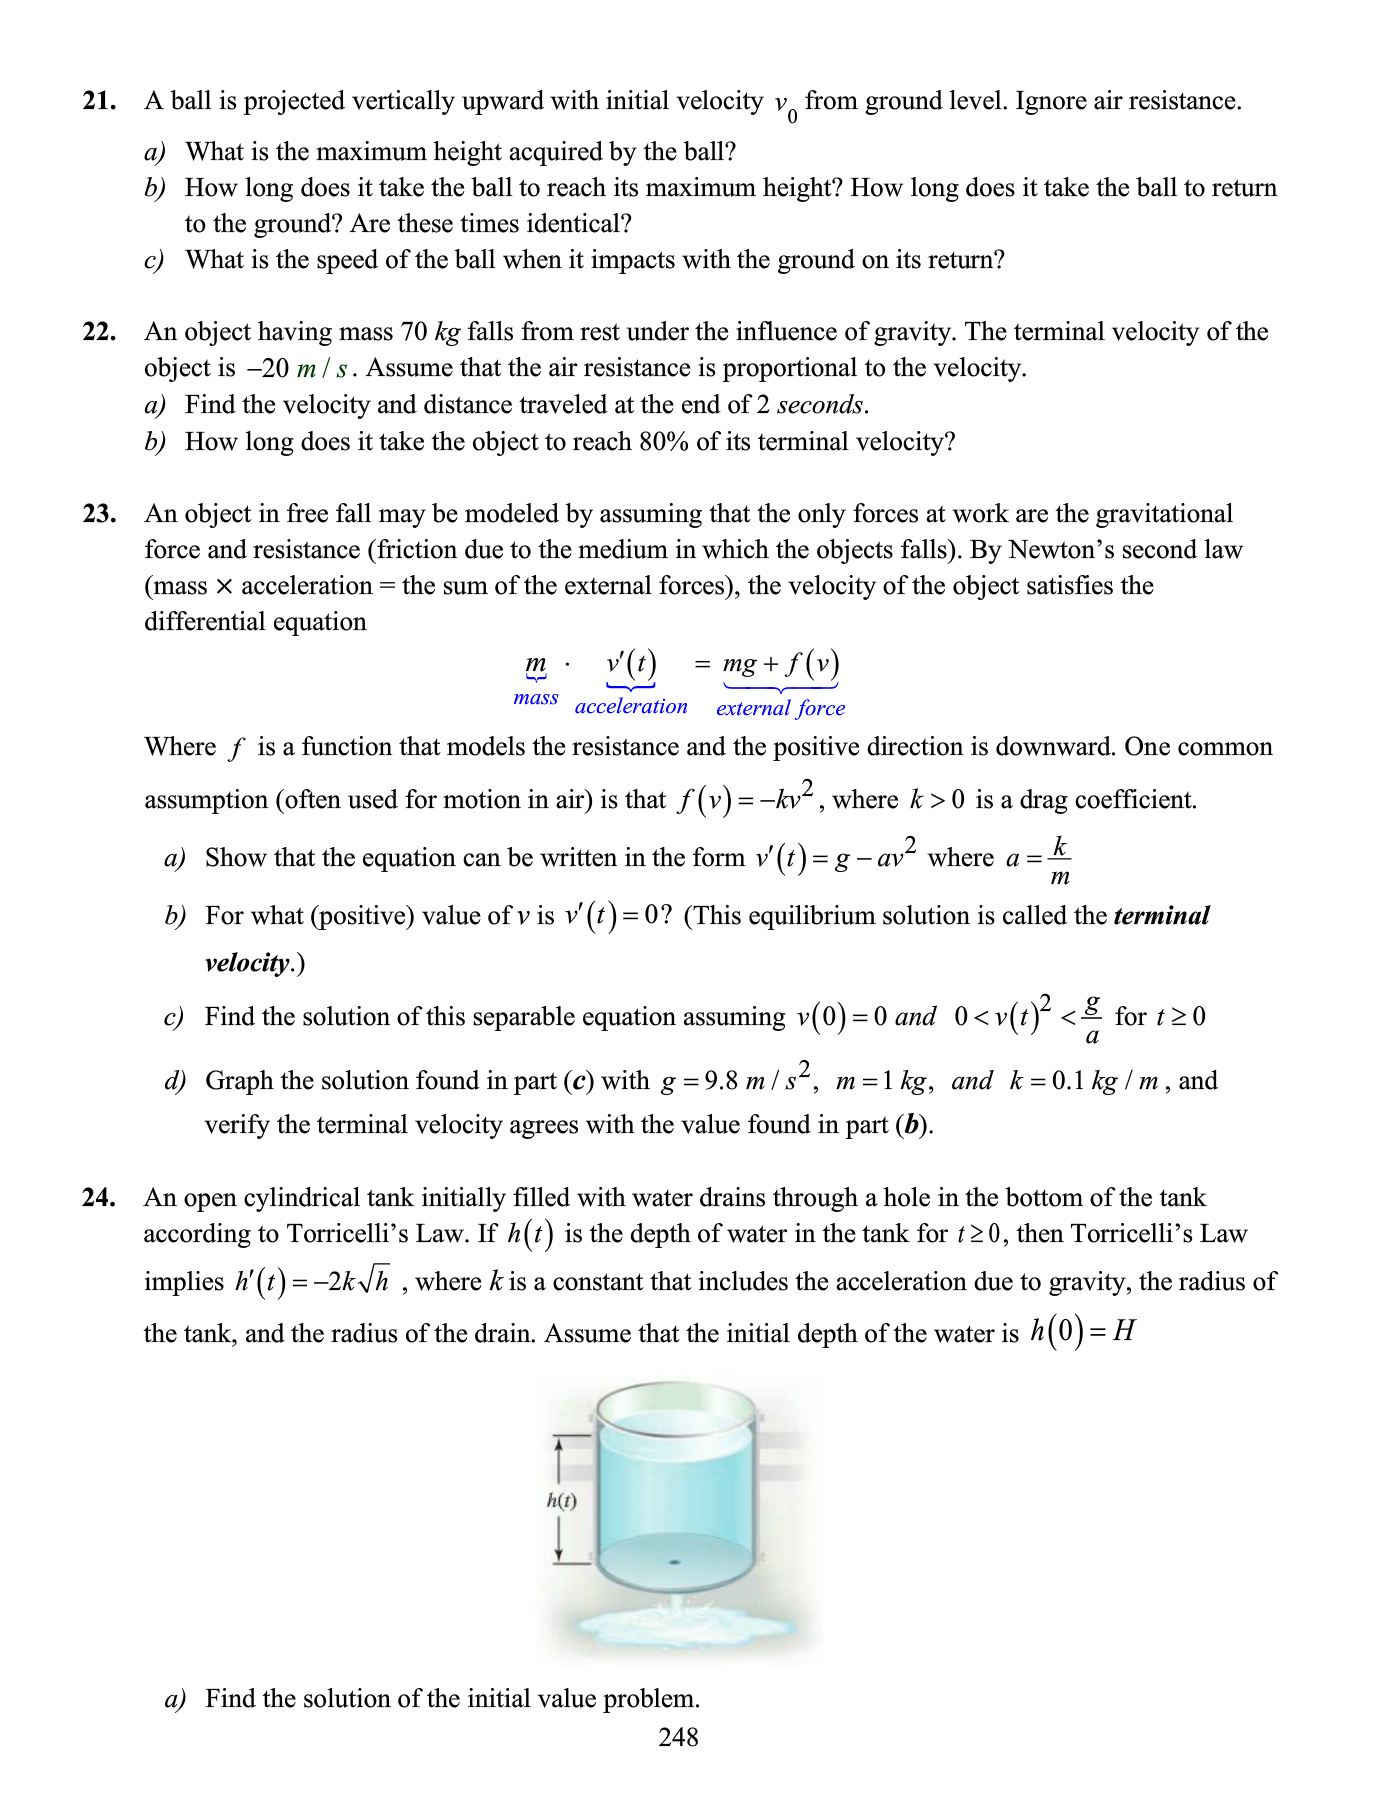 21. A ball is projected vertically upward with initial velocity v₀ from ground level. Ignore air resistance.
a) What is the maximum height acquired by the ball?
b) How long does it take the ball to reach its maximum height? How long does it take the ball to return
to the ground? Are these times identical?
c) What is the speed of the ball when it impacts with the ground on its return?
22. An object having mass 70 kg falls from rest under the influence of gravity. The terminal velocity of the
object is −20 m / s. Assume that the air resistance is proportional to the velocity.
a) Find the velocity and distance traveled at the end of 2 seconds.
b) How long does it take the object to reach 80% of its terminal velocity?
23. An object in free fall may be modeled by assuming that the only forces at work are the gravitational
force and resistance (friction due to the medium in which the objects falls). By Newton’s second law
(mass × acceleration = the sum of the external forces), the velocity of the object satisfies the
differential equation
m · v′(t) = mg + f(v)
mass acceleration external force
Where f is a function that models the resistance and the positive direction is downward. One common
assumption (often used for motion in air) is that f(v) = −kv², where k > 0 is a drag coefficient.
a) Show that the equation can be written in the form v′(t) = g − av² where a = k/m
b) For what (positive) value of v is v′(t) = 0? (This equilibrium solution is called the terminal
velocity.)
c) Find the solution of this separable equation assuming v(0) = 0 and 0 < v(t)² < g/a for t ≥ 0
d) Graph the solution found in part (c) with g = 9.8 m / s², m = 1 kg, and k = 0.1 kg / m, and
verify the terminal velocity agrees with the value found in part (b).
24. An open cylindrical tank initially filled with water drains through a hole in the bottom of the tank
according to Torricelli’s Law. If h(t) is the depth of water in the tank for t ≥ 0, then Torricelli’s Law
implies h′(t) = −2k√h , where k is a constant that includes the acceleration due to gravity, the radius of
the tank, and the radius of the drain. Assume that the initial depth of the water is h(0) = H
h(t)
a) Find the solution of the initial value problem.
248